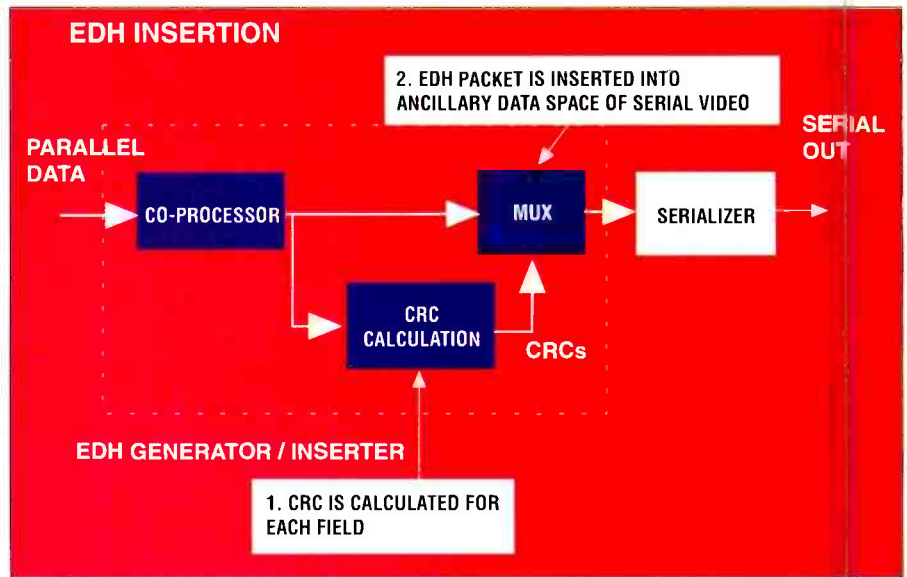 EDH INSERTION
2. EDH PACKET IS INSERTED INTO
ANCILLARY DATA SPACE OF SERIAL VIDEO
SERIAL
OUT
PARALLEL
DATA
CO-PROCESSOR
MUX
SERIALIZER
CRC
CALCULATION
CRCs
EDH GENERATOR / INSERTER
1. CRC IS CALCULATED FOR
EACH FIELD